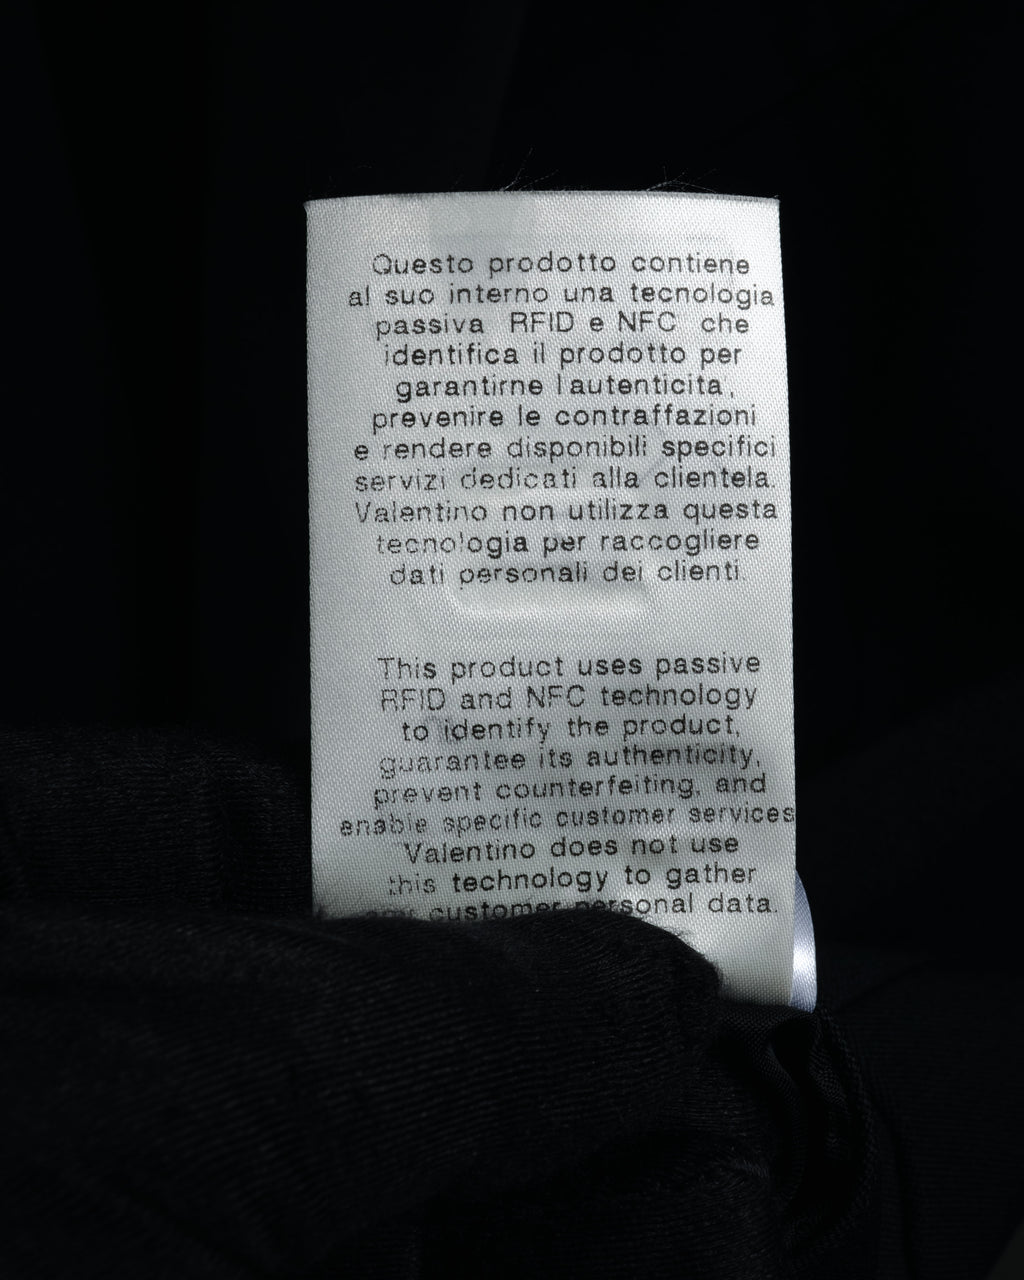 Questo prodotto contiene
al suo interno una tecnologia
passiva RFID e NFC che
identifica il prodotto per
garantirne l'autenticita,
prevenire le contraffazioni
e rendere disponibili specifici
servizi dedicati alla clientela.
Valentino non utilizza questa
tecnologia per raccogliere
dati personali dei clienti.
This product uses passive
RFID and NFC technology
to identify the product,
guarantee its authenticity,
prevent counterfeiting, and
enable specific customer services
Valentino does not use
this technology to gather
any customer personal data.